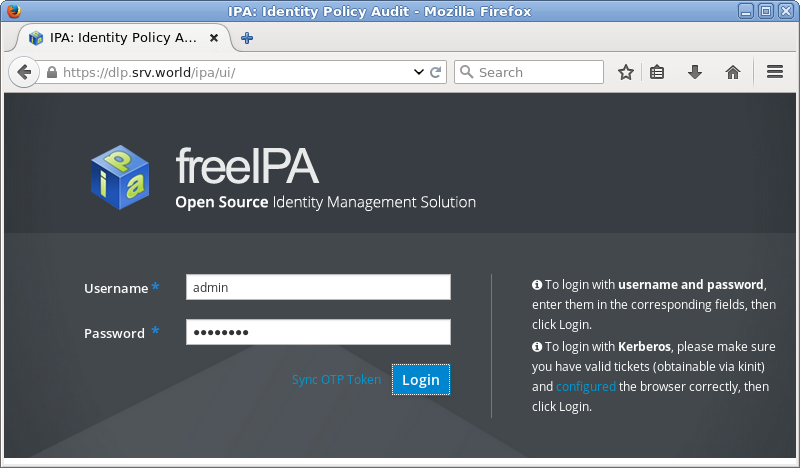 IPA: Identity Policy Audit - Mozilla Firefox
IPA: Identity Policy A...
https://dlp.srv.world/ipa/ui/
Search
ipa
freeIPA
Open Source Identity Management Solution
Username *
admin
Password *
••••••••
Sync OTP Token
Login
To login with username and password,
enter them in the corresponding fields, then
click Login.
To login with Kerberos, please make sure
you have valid tickets (obtainable via kinit)
and configured the browser correctly, then
click Login.